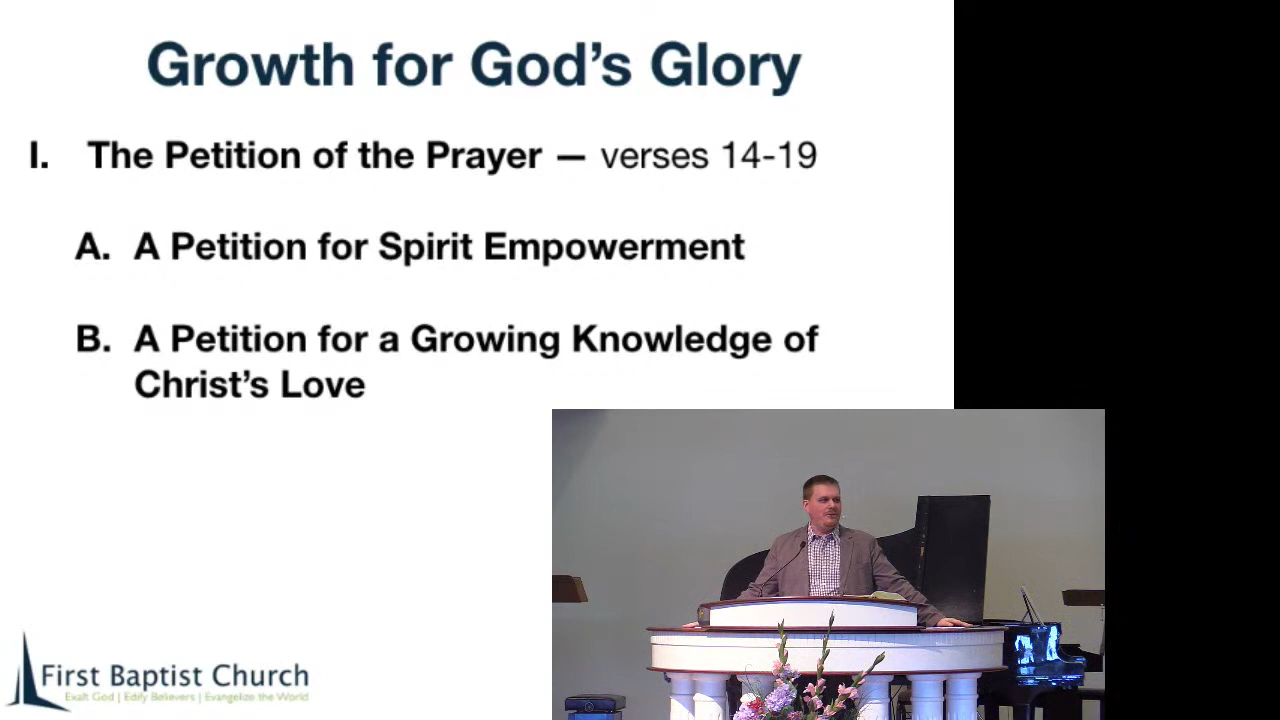 Growth for God's Glory
I. The Petition of the Prayer — verses 14-19
A. A Petition for Spirit Empowerment
B. A Petition for a Growing Knowledge of
Christ's Love
First Baptist Church
Exalt God | Edify Believers | Evangelize the World